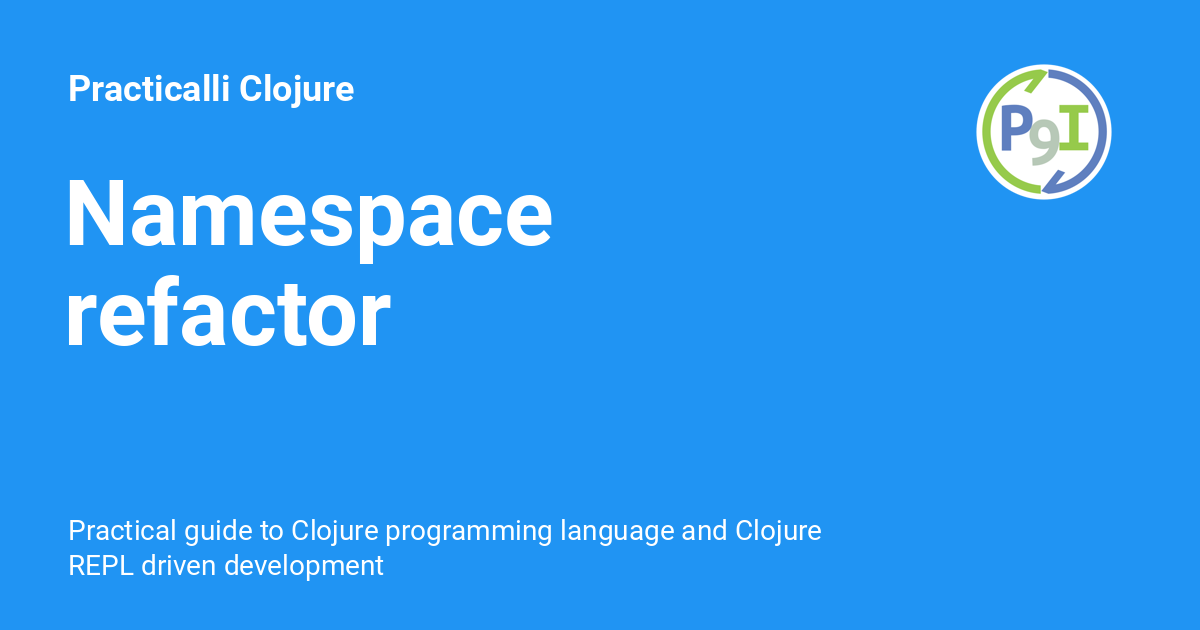 Practicalli Clojure
P9I
Namespace
refactor
Practical guide to Clojure programming language and Clojure
REPL driven development